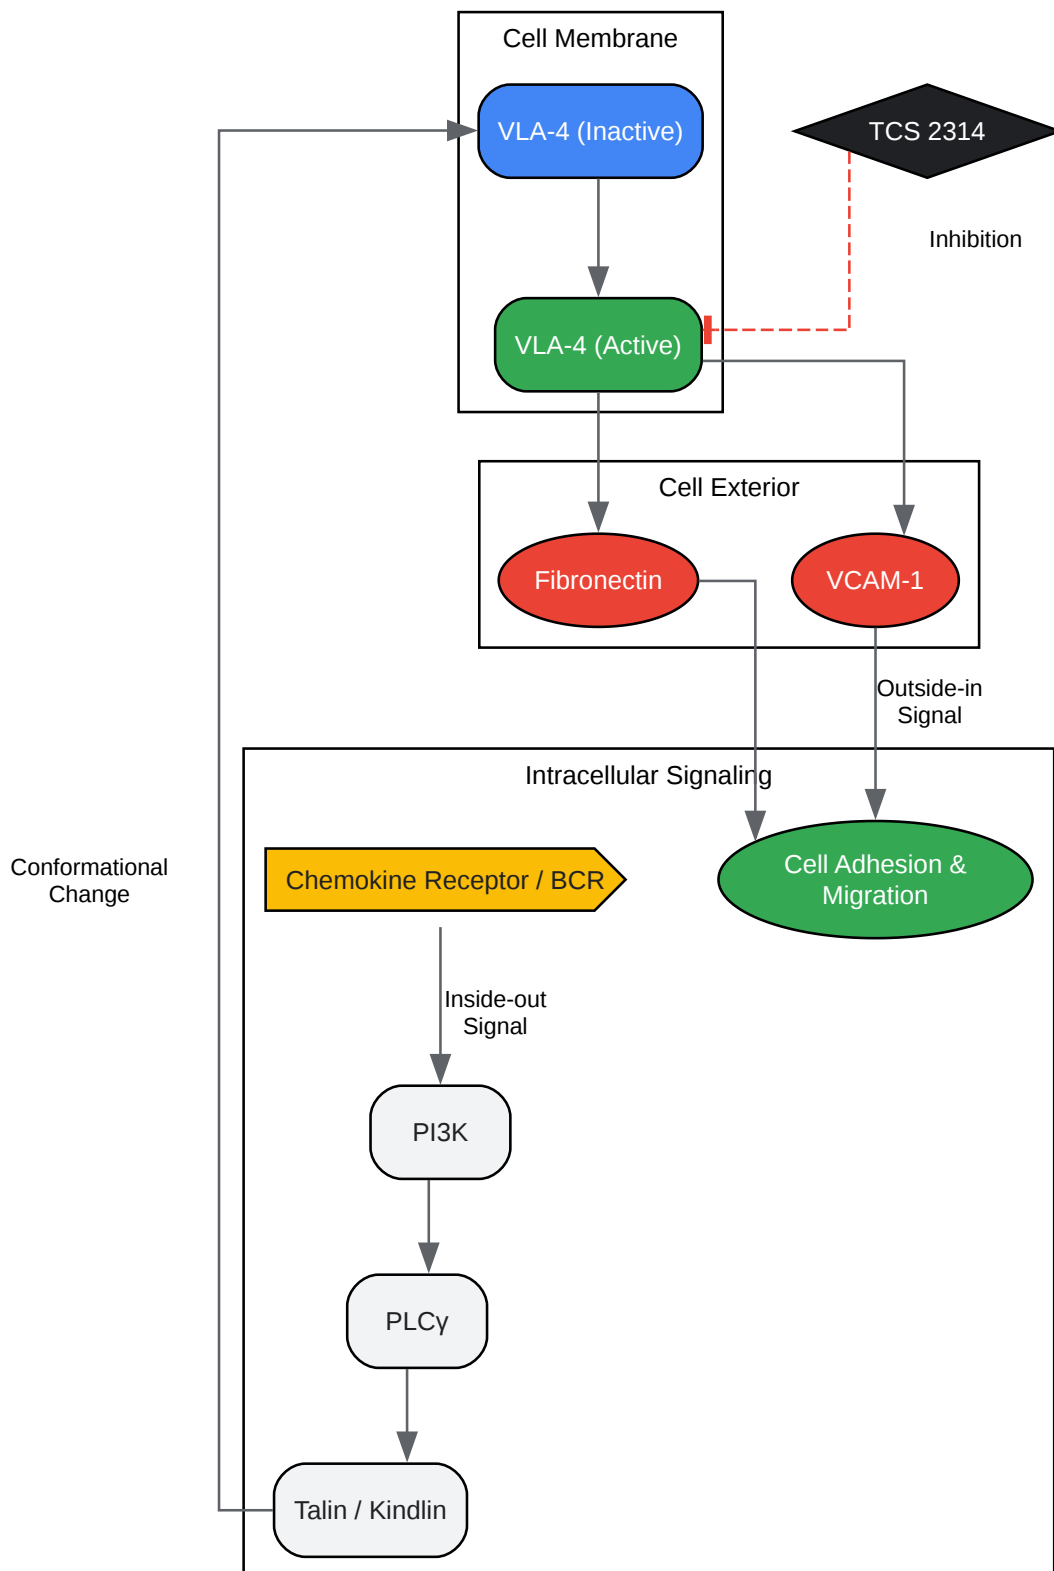 Cell Membrane
VLA-4 (Inactive)
TCS 2314
Inhibition
VLA-4 (Active)
Cell Exterior
Fibronectin
VCAM-1
Outside-in
Signal
Intracellular Signaling
Conformational
Change
Chemokine Receptor / BCR
Cell Adhesion &
Migration
Inside-out
Signal
PI3K
PLCγ
Talin / Kindlin